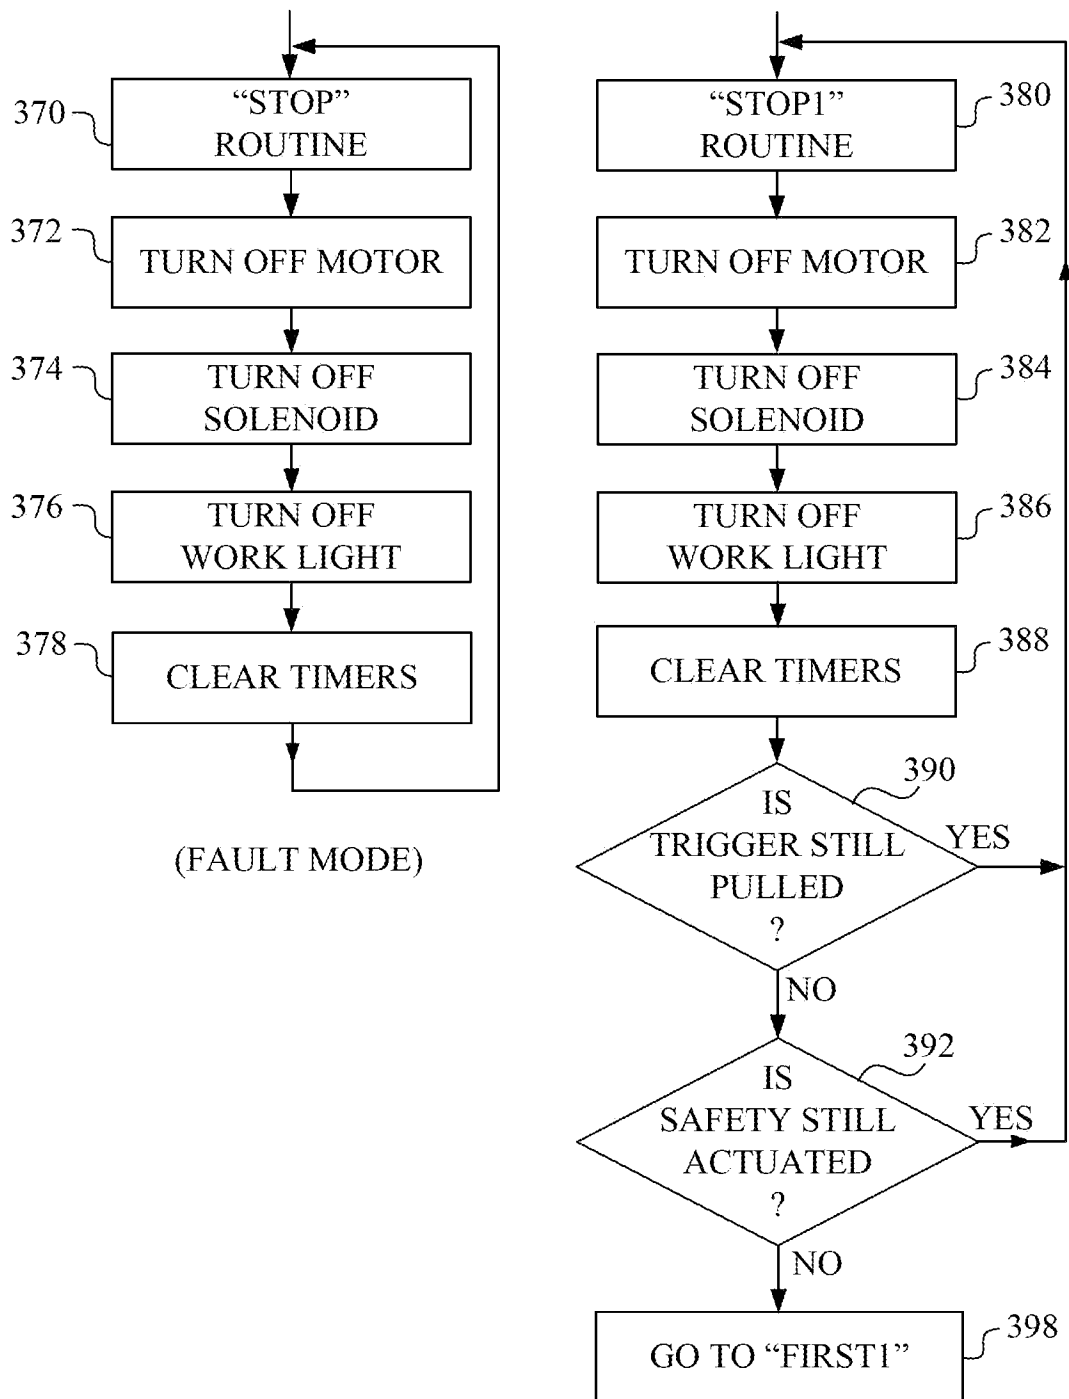 370
“STOP”
ROUTINE
372
TURN OFF MOTOR
374
TURN OFF
SOLENOID
376
TURN OFF
WORK LIGHT
378
CLEAR TIMERS
(FAULT MODE)
“STOP1”
ROUTINE
380
TURN OFF MOTOR
382
TURN OFF
SOLENOID
384
TURN OFF
WORK LIGHT
386
CLEAR TIMERS
388
390
IS
TRIGGER STILL
PULLED
?
YES
NO
392
IS
SAFETY STILL
ACTUATED
?
YES
NO
GO TO “FIRST1”
398